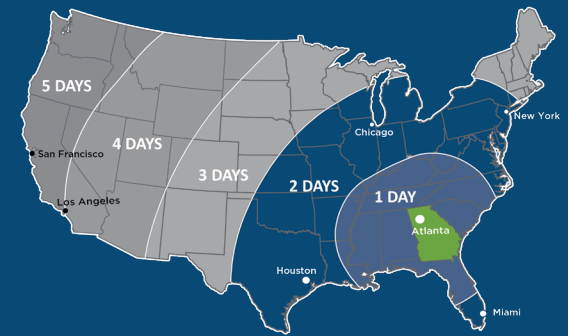 5 DAYS
4 DAYS
3 DAYS
2 DAYS
1 DAY
New York
Chicago
San Francisco
Los Angeles
Atlanta
Houston
Miami